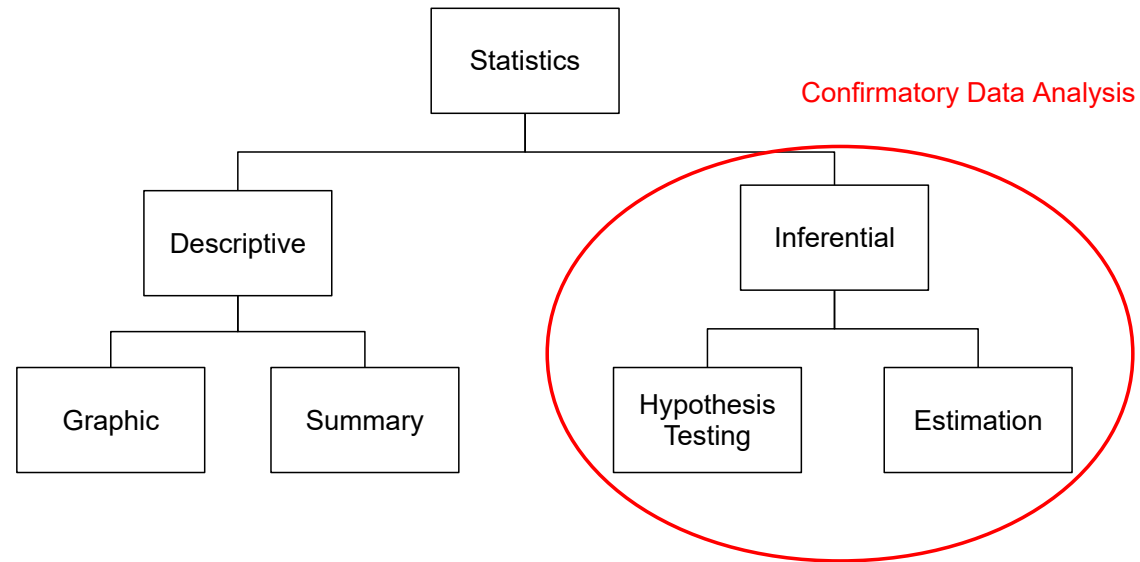 Statistics
Confirmatory Data Analysis
Descriptive
Inferential
Graphic
Summary
Hypothesis
Testing
Estimation